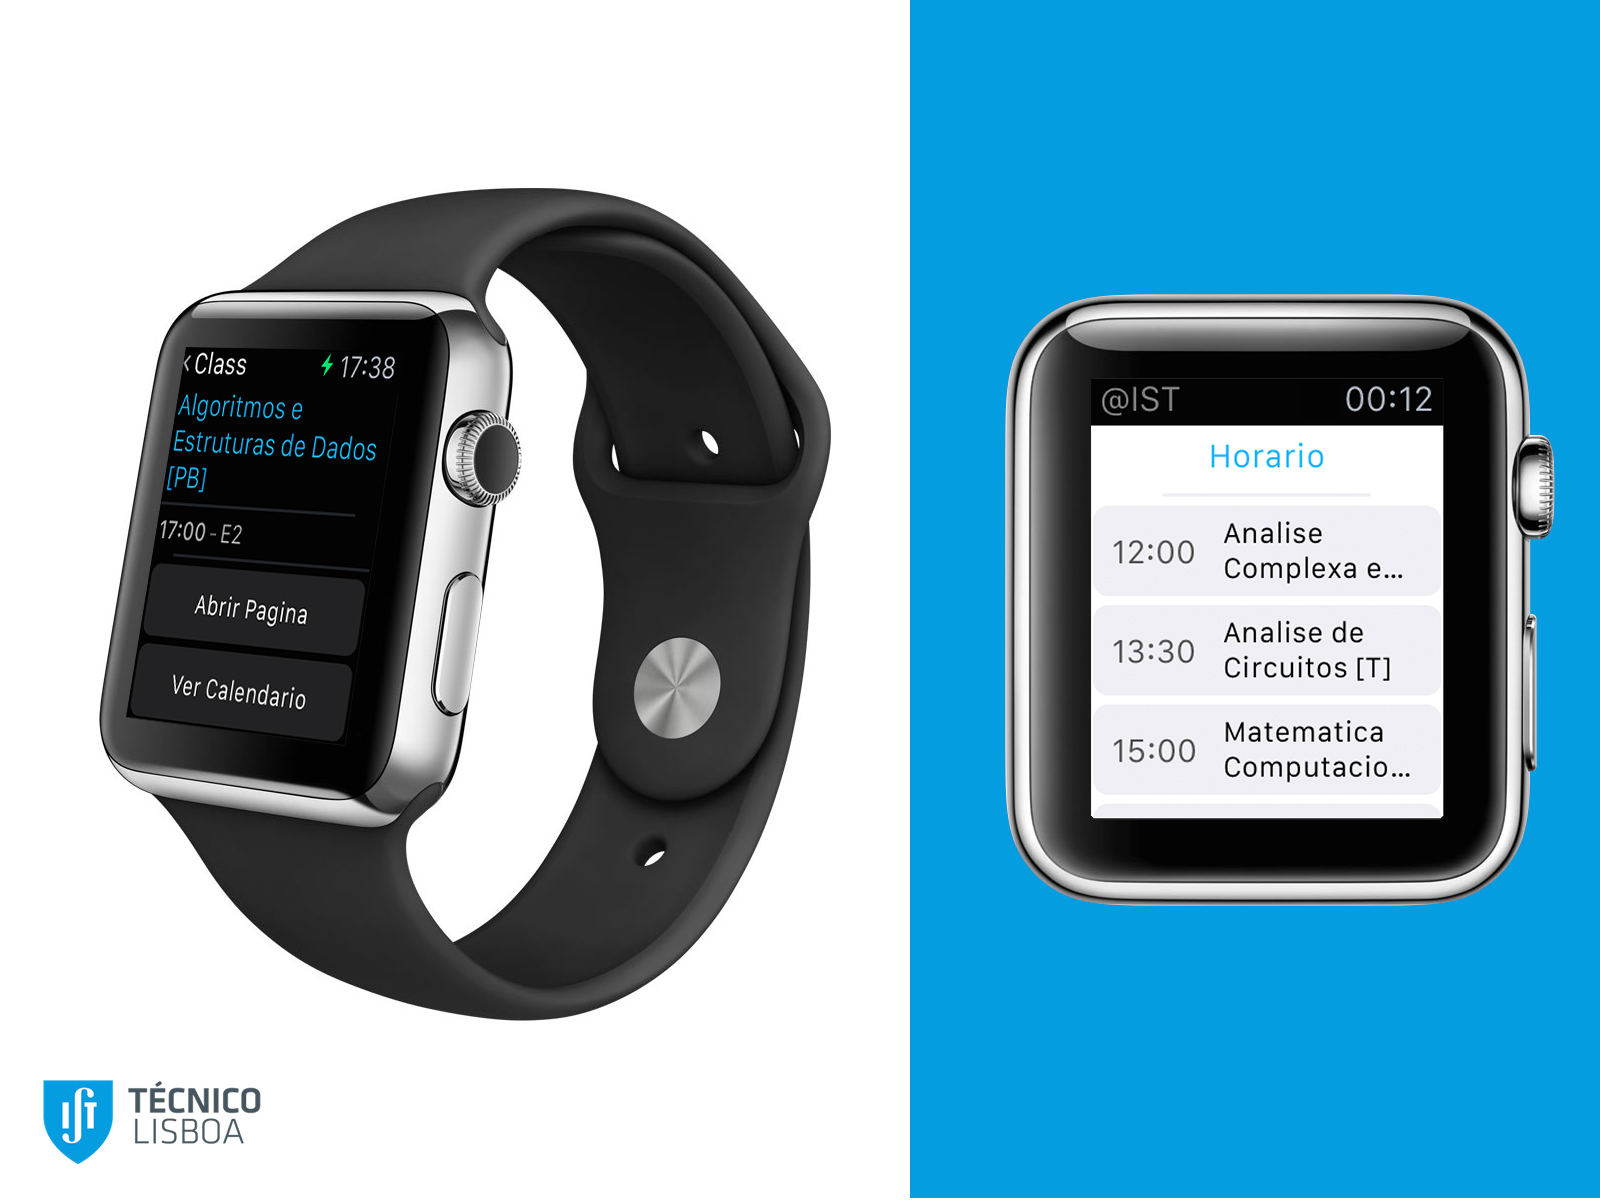 < Class 17:38
Algoritmos e
Estruturas de Dados
[PB]
17:00 - E2
Abrir Pagina
Ver Calendario
@IST 00:12
Horario
12:00 Analise
Complexa e...
13:30 Analise de
Circuitos [T]
15:00 Matematica
Computacio...
IST
TÉCNICO
LISBOA